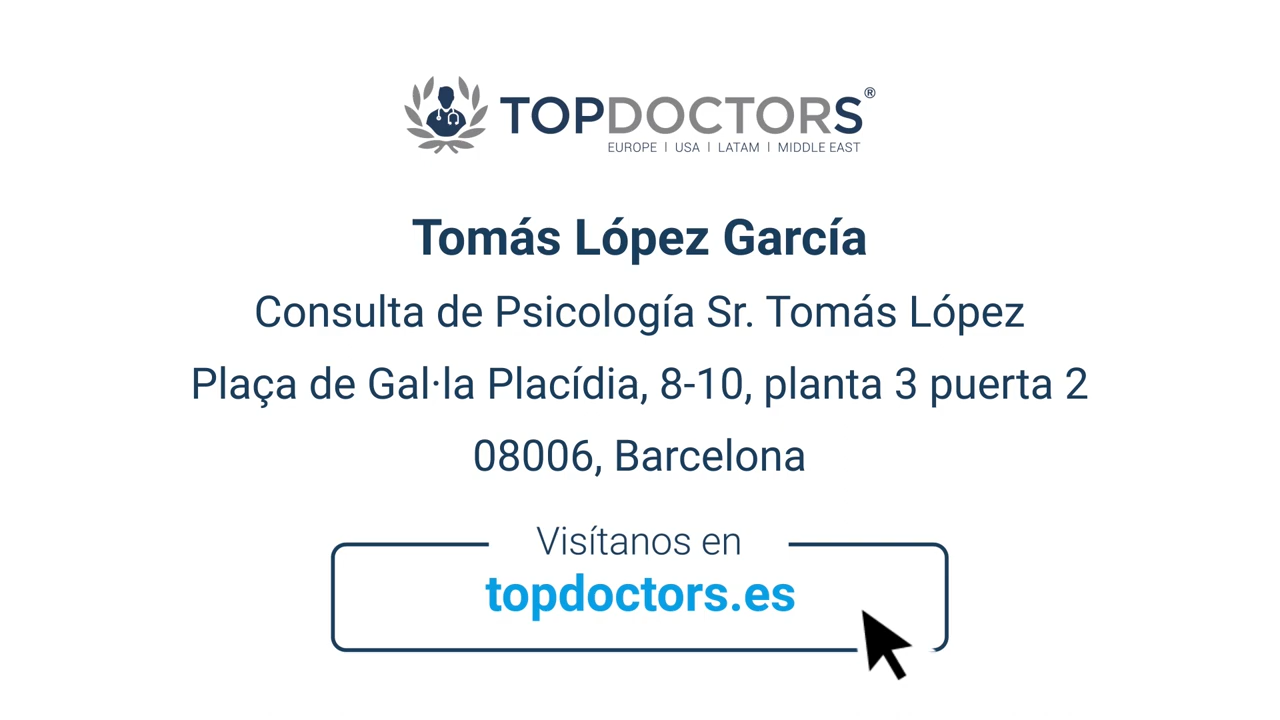 TOPDOCTORS®
EUROPE | USA | LATAM | MIDDLE EAST
Tomás López García
Consulta de Psicología Sr. Tomás López
Plaça de Gal·la Placídia, 8-10, planta 3 puerta 2
08006, Barcelona
Visítanos en
topdoctors.es